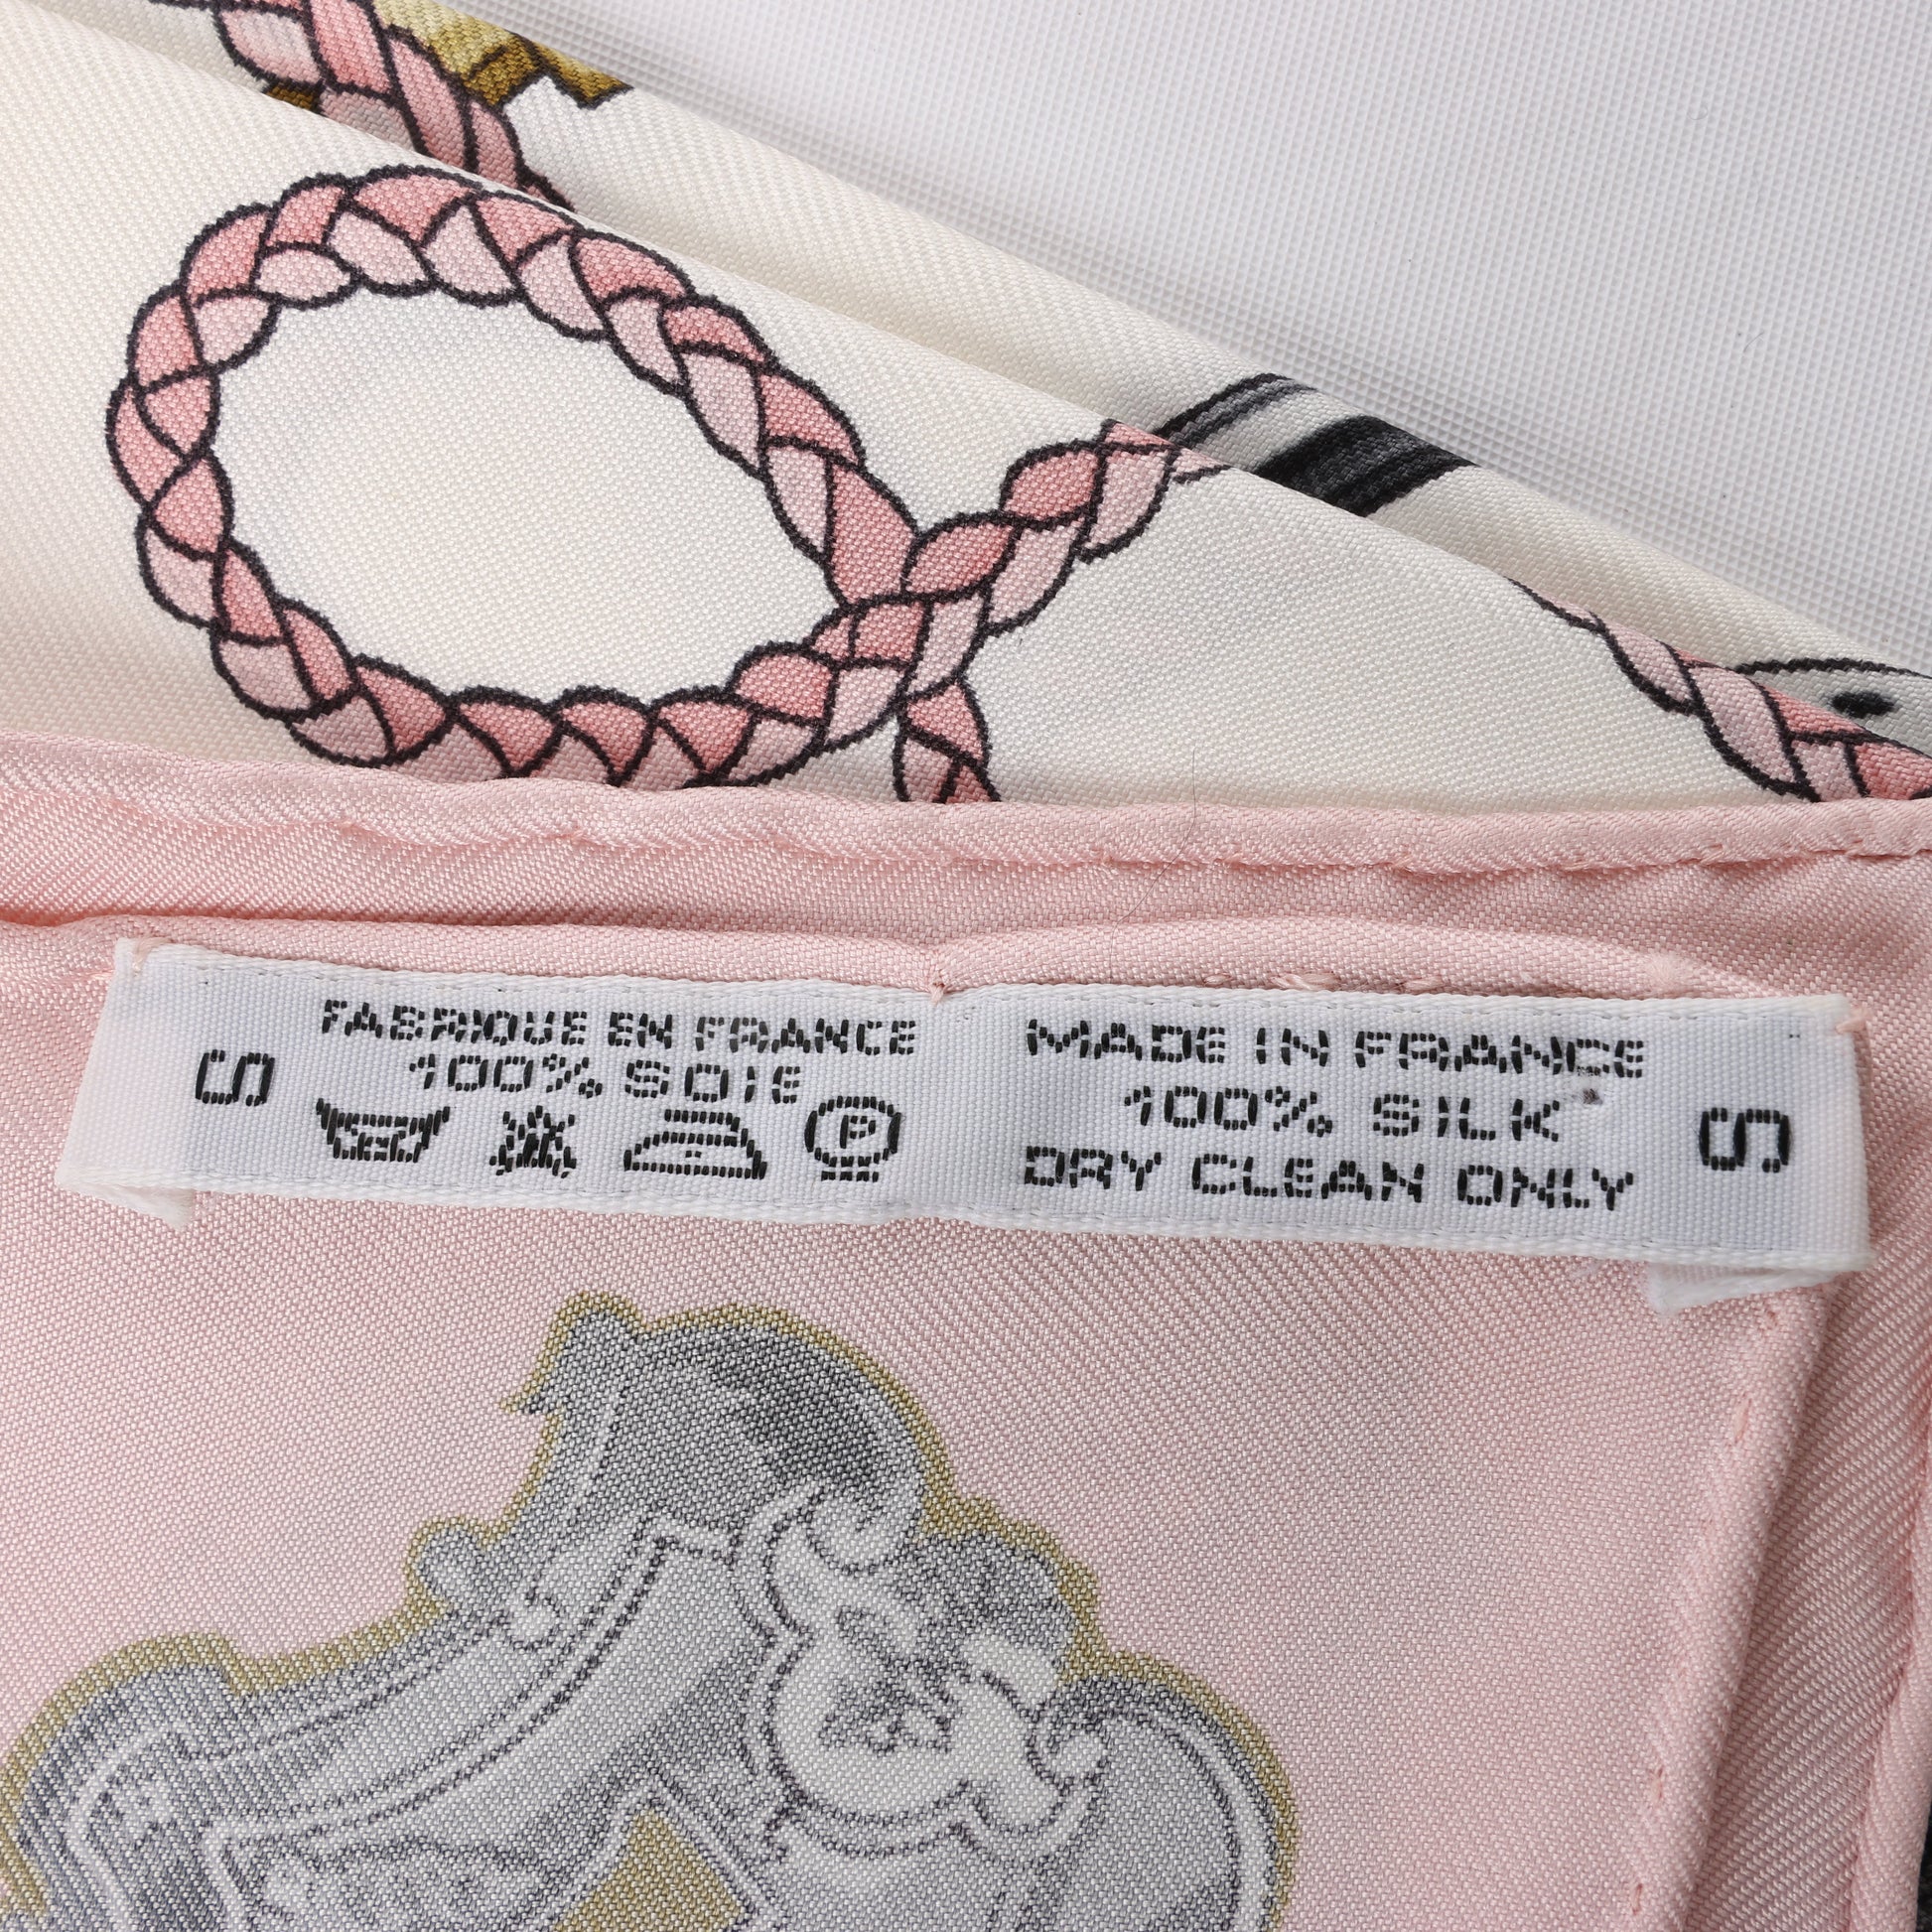 FABRIQUE EN FRANCE
100% SOIE
P
S
MADE IN FRANCE
100% SILK
DRY CLEAN ONLY
S